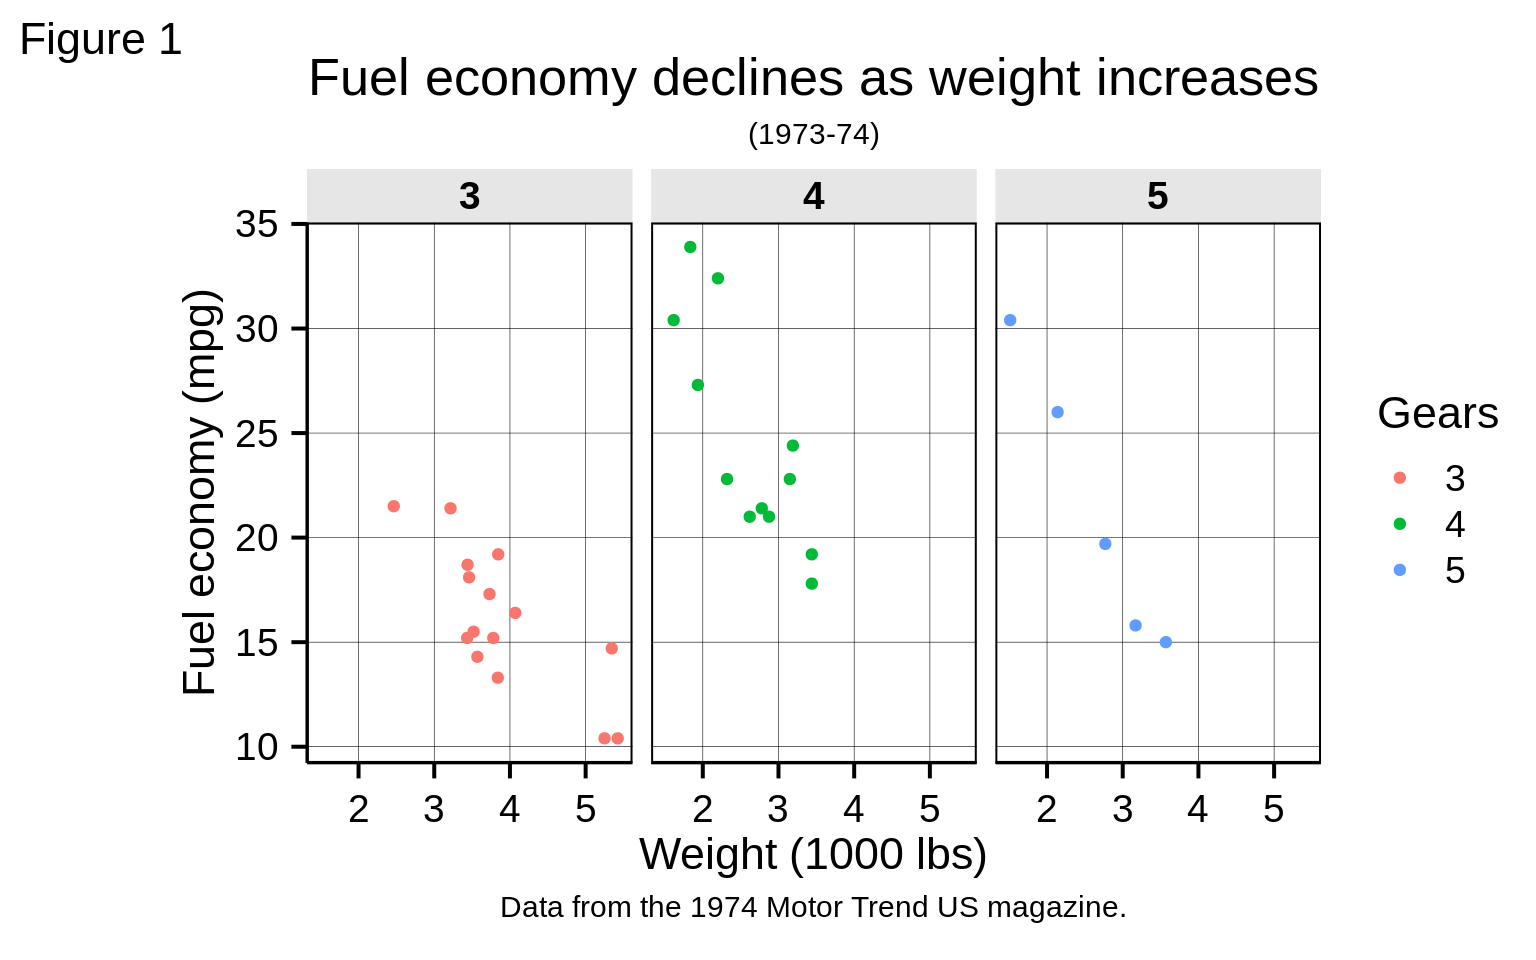 Figure 1
Fuel economy declines as weight increases
(1973-74)
3 4 5
Fuel economy (mpg)
35
30
25
20
15
10
2 3 4 5 2 3 4 5 2 3 4 5
Weight (1000 lbs)
Data from the 1974 Motor Trend US magazine.
Gears
3
4
5